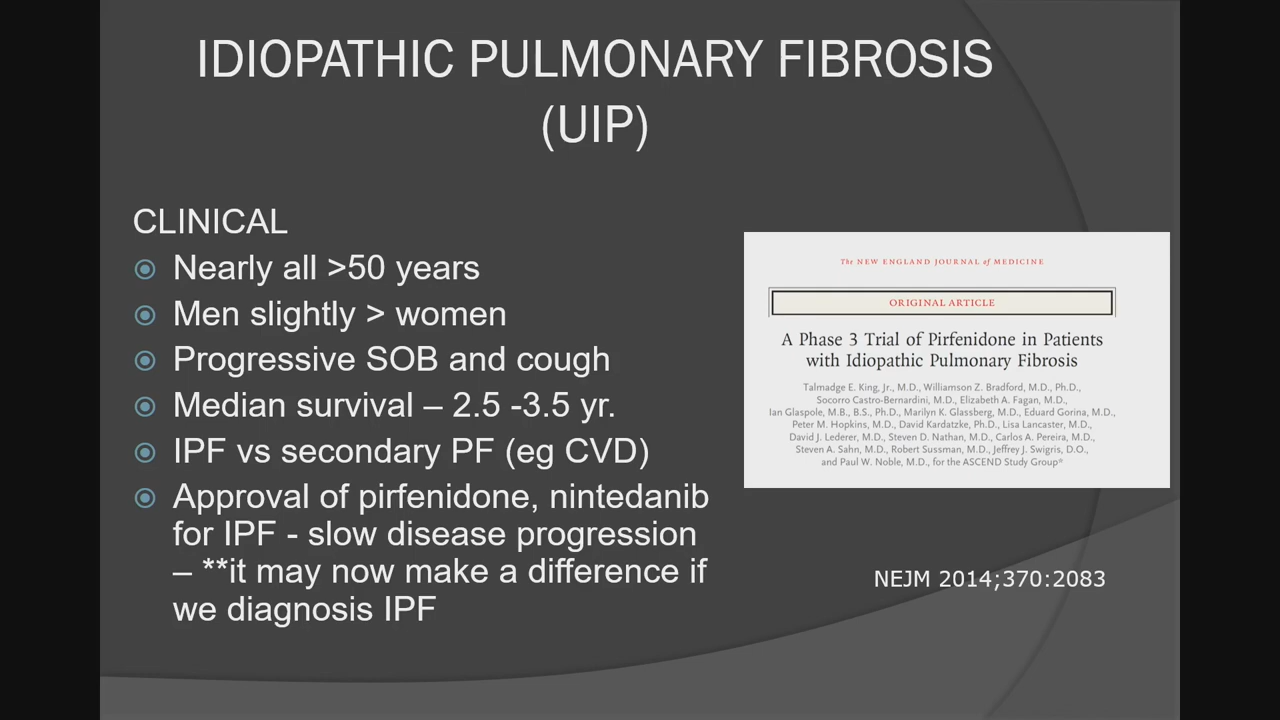 IDIOPATHIC PULMONARY FIBROSIS
(UIP)
CLINICAL
Nearly all >50 years
Men slightly > women
Progressive SOB and cough
Median survival – 2.5 -3.5 yr.
IPF vs secondary PF (eg CVD)
Approval of pirfenidone, nintedanib
for IPF - slow disease progression
– **it may now make a difference if
we diagnosis IPF
The NEW ENGLAND JOURNAL of MEDICINE
ORIGINAL ARTICLE
A Phase 3 Trial of Pirfenidone in Patients
with Idiopathic Pulmonary Fibrosis
Talmadge E. King, Jr., M.D., Williamson Z. Bradford, M.D., Ph.D.,
Socorro Castro-Bernardini, M.D., Elizabeth A. Fagan, M.D.,
Ian Glaspole, M.B., B.S., Ph.D., Marilyn K. Glassberg, M.D., Eduard Gorina, M.D.,
Peter M. Hopkins, M.D., David Kardatzke, Ph.D., Lisa Lancaster, M.D.,
David J. Lederer, M.D., Steven D. Nathan, M.D., Carlos A. Pereira, M.D.,
Steven A. Sahn, M.D., Robert Sussman, M.D., Jeffrey J. Swigris, D.O.,
and Paul W. Noble, M.D., for the ASCEND Study Group*
NEJM 2014;370:2083